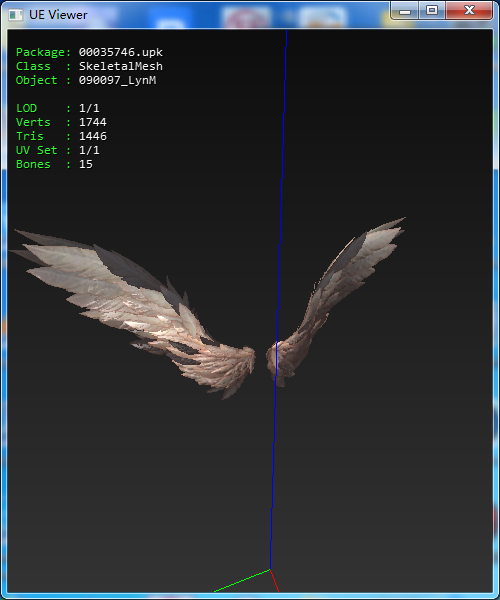 UE Viewer
Package: 00035746.upk
Class  : SkeletalMesh
Object : 090097_LynM
LOD    : 1/1
Verts  : 1744
Tris   : 1446
UV Set : 1/1
Bones  : 15